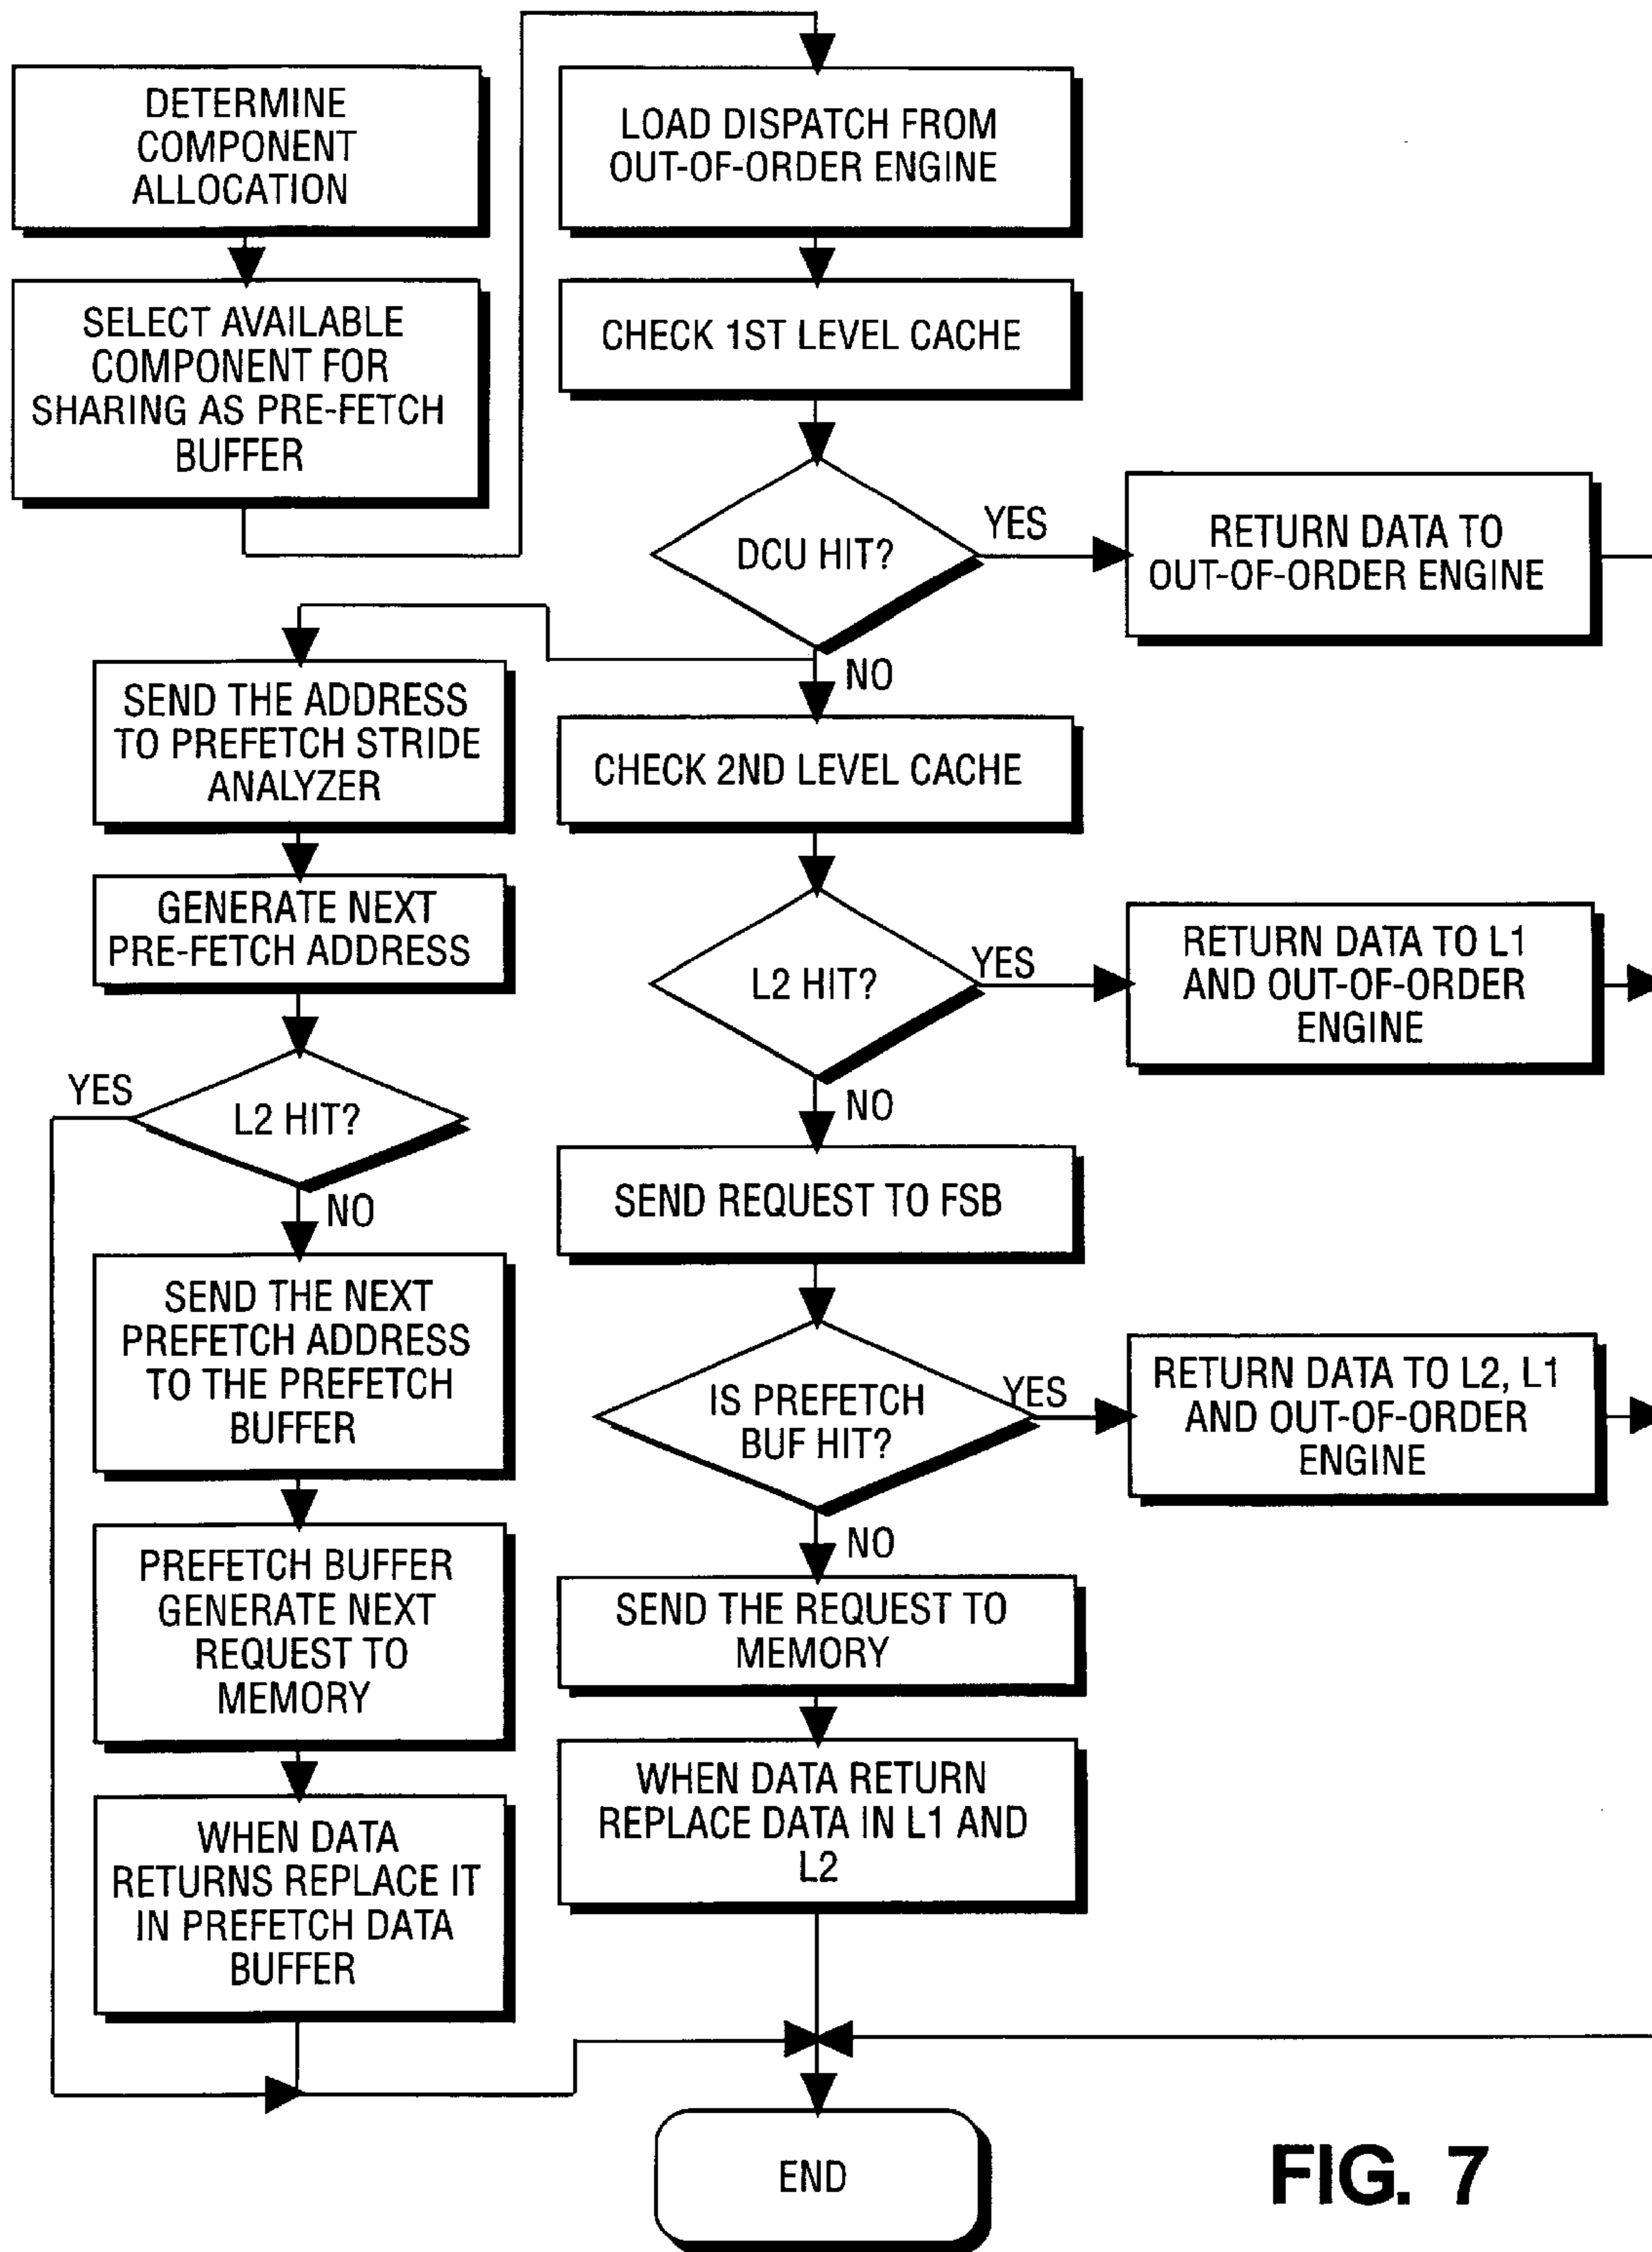 DETERMINE
COMPONENT
ALLOCATION
SELECT AVAILABLE
COMPONENT FOR
SHARING AS PRE-FETCH
BUFFER
LOAD DISPATCH FROM
OUT-OF-ORDER ENGINE
CHECK 1ST LEVEL CACHE
DCU HIT?
YES
RETURN DATA TO
OUT-OF-ORDER ENGINE
NO
SEND THE ADDRESS
TO PREFETCH STRIDE
ANALYZER
GENERATE NEXT
PRE-FETCH ADDRESS
L2 HIT?
YES
NO
SEND THE NEXT
PREFETCH ADDRESS
TO THE PREFETCH
BUFFER
PREFETCH BUFFER
GENERATE NEXT
REQUEST TO
MEMORY
WHEN DATA
RETURNS REPLACE IT
IN PREFETCH DATA
BUFFER
CHECK 2ND LEVEL CACHE
L2 HIT?
YES
RETURN DATA TO L1
AND OUT-OF-ORDER
ENGINE
NO
SEND REQUEST TO FSB
IS PREFETCH
BUF HIT?
YES
RETURN DATA TO L2, L1
AND OUT-OF-ORDER
ENGINE
NO
SEND THE REQUEST TO
MEMORY
WHEN DATA RETURN
REPLACE DATA IN L1 AND
L2
END
FIG. 7